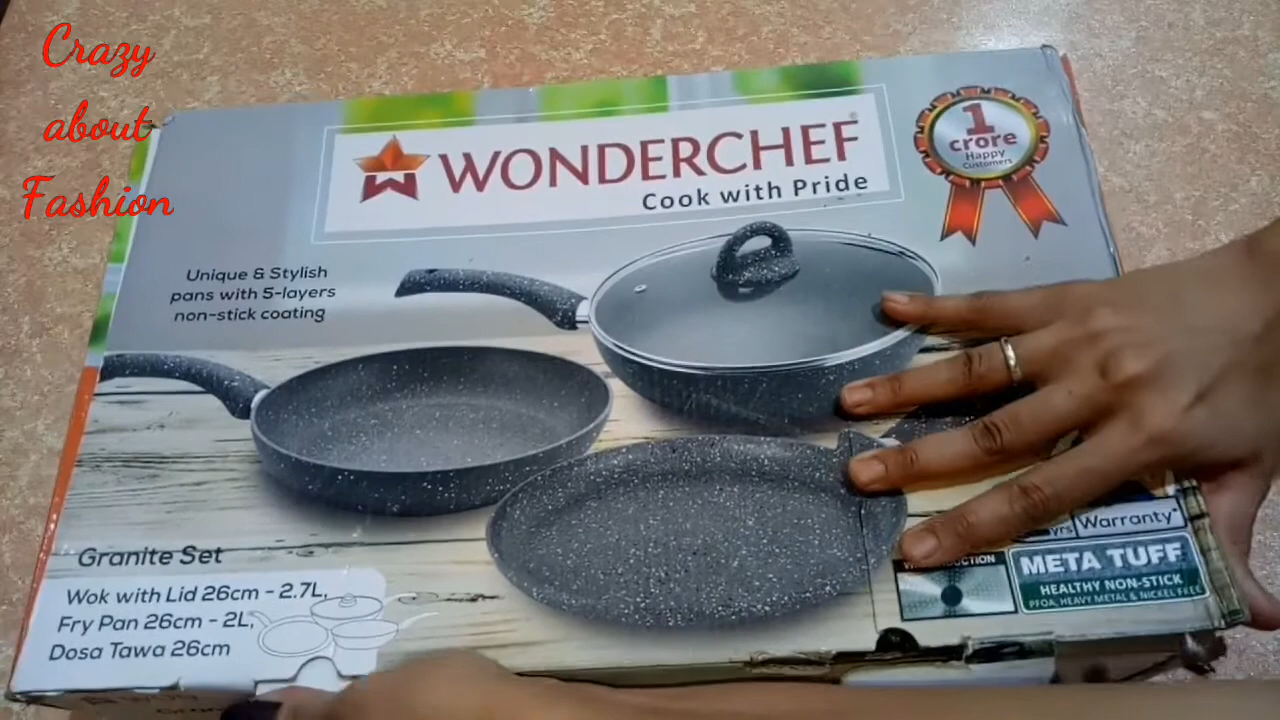 Crazy
about
Fashion
WONDERCHEF®
Cook with Pride
1
crore
Happy
Customers
Unique & Stylish
pans with 5-layers
non-stick coating
Granite Set
Wok with Lid 26cm - 2.7L,
Fry Pan 26cm - 2L,
Dosa Tawa 26cm
yrs Warranty*
META TUFF
HEALTHY NON-STICK
PFOA, HEAVY METAL & NICKEL FREE